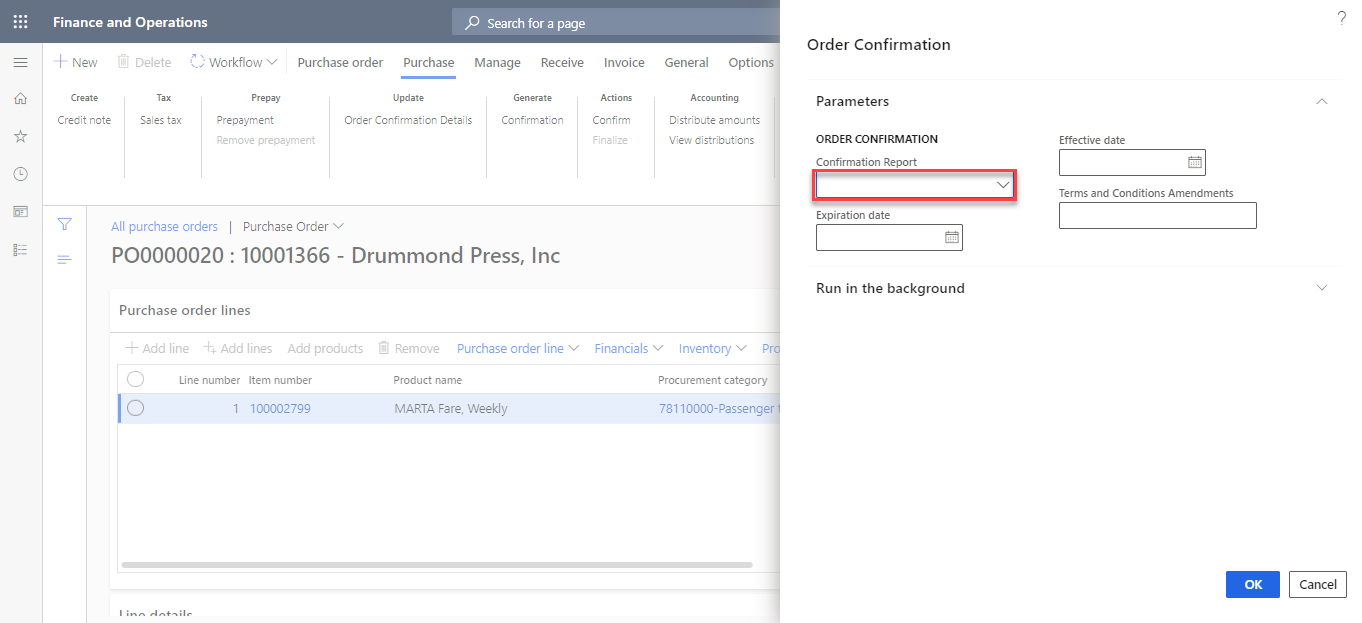 Finance and Operations
Search for a page
?
New
Delete
Workflow
Purchase order
Purchase
Manage
Receive
Invoice
General
Options
Create
Credit note
Tax
Sales tax
Prepay
Prepayment
Remove prepayment
Update
Order Confirmation Details
Generate
Confirmation
Actions
Confirm
Finalize
Accounting
Distribute amounts
View distributions
All purchase orders | Purchase Order
PO0000020 : 10001366 - Drummond Press, Inc
Purchase order lines
Add line
Add lines
Add products
Remove
Purchase order line
Financials
Inventory
Pro
Line number
Item number
Product name
Procurement category
1
100002799
MARTA Fare, Weekly
78110000-Passenger t
Line details
Order Confirmation
Parameters
ORDER CONFIRMATION
Confirmation Report
Expiration date
Effective date
Terms and Conditions Amendments
Run in the background
OK
Cancel